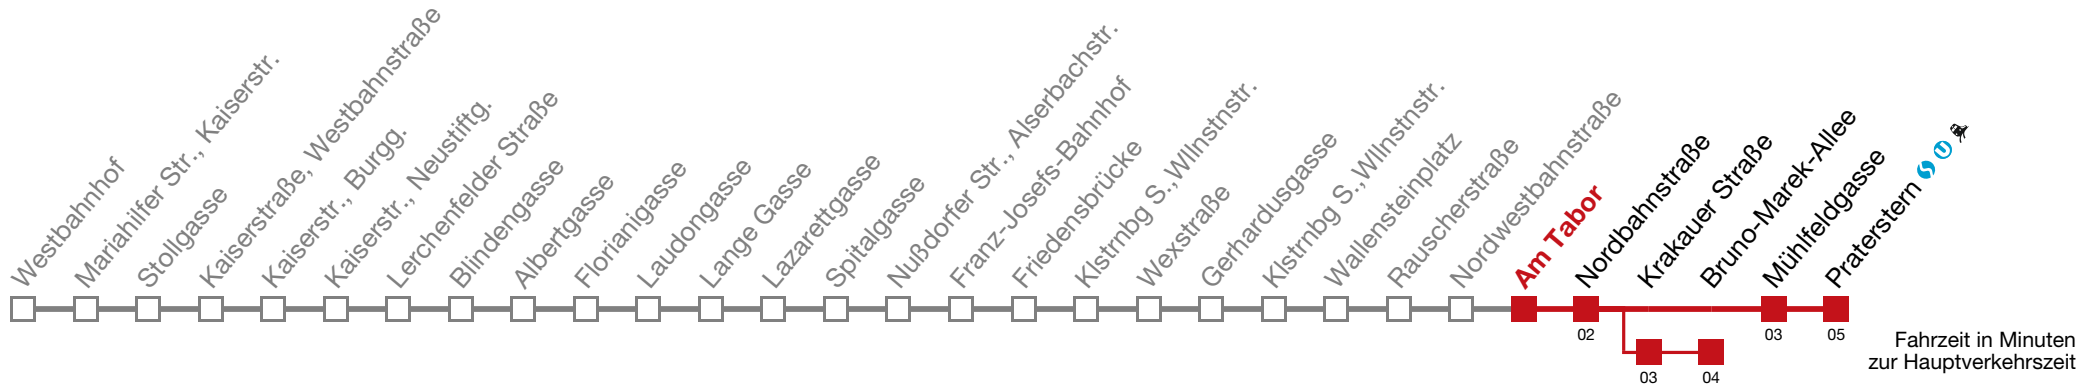 Westbahnhof
Mariahilfer Str., Kaiserstr.
Stollgasse
Kaiserstraße, Westbahnstraße
Kaiserstr., Burgg.
Kaiserstr., Neustiftg.
Lerchenfelder Straße
Blindengasse
Albertgasse
Florianigasse
Laudongasse
Lange Gasse
Lazarettgasse
Spitalgasse
Nußdorfer Str., Alserbachstr.
Franz-Josefs-Bahnhof
Friedensbrücke
Klstrnbg S., Wllnstnstr.
Wexstraße
Gerhardusgasse
Klstrnbg S., Wllnstnstr.
Wallensteinplatz
Rauscherstraße
Nordwestbahnstraße
Am Tabor
Nordbahnstraße
Krakauer Straße
Bruno-Marek-Allee
Mühlfeldgasse
Praterstern S U
02
03
05
03
04
Fahrzeit in Minuten
zur Hauptverkehrszeit